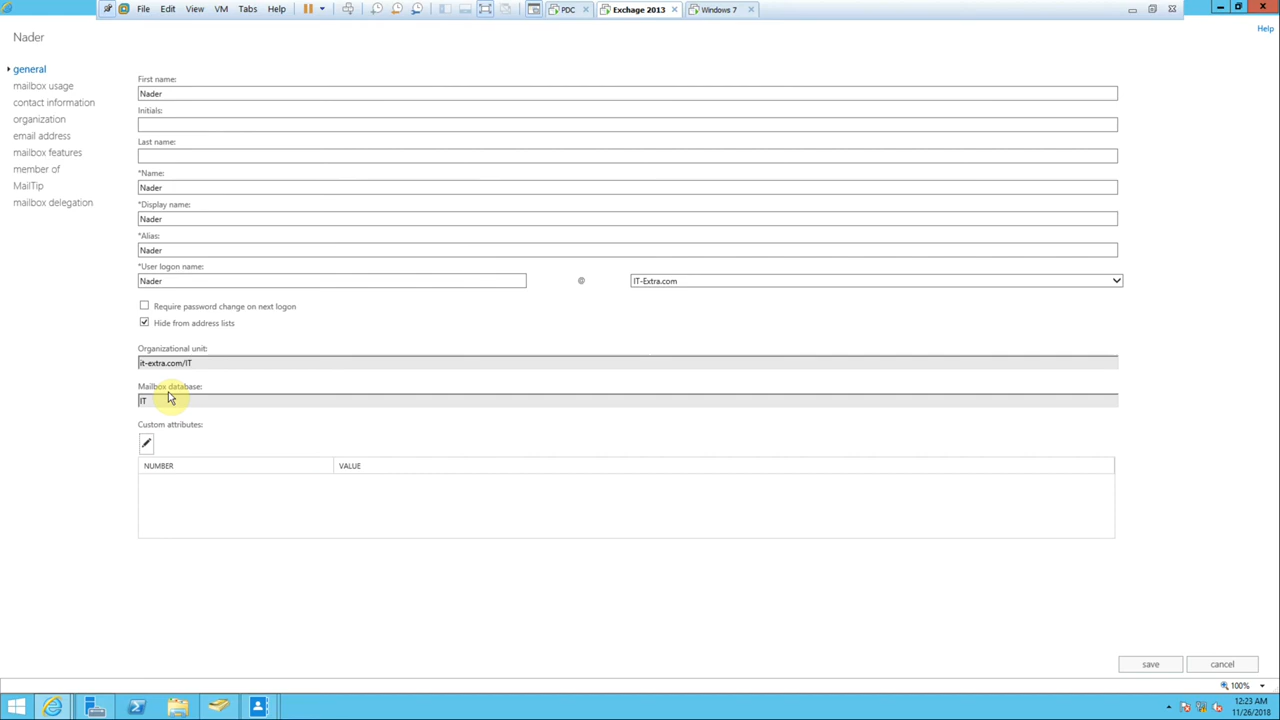 File Edit View VM Tabs Help PDC Exchage 2013 Windows 7
Nader
Help
general
mailbox usage
contact information
organization
email address
mailbox features
member of
MailTip
mailbox delegation
First name:
Nader
Initials:
Last name:
*Name:
Nader
*Display name:
Nader
*Alias:
Nader
*User logon name:
Nader @ IT-Extra.com
Require password change on next logon
Hide from address lists
Organizational unit:
it-extra.com/IT
Mailbox database:
IT
Custom attributes:
NUMBER VALUE
save cancel
100%
12:23 AM
11/26/2018